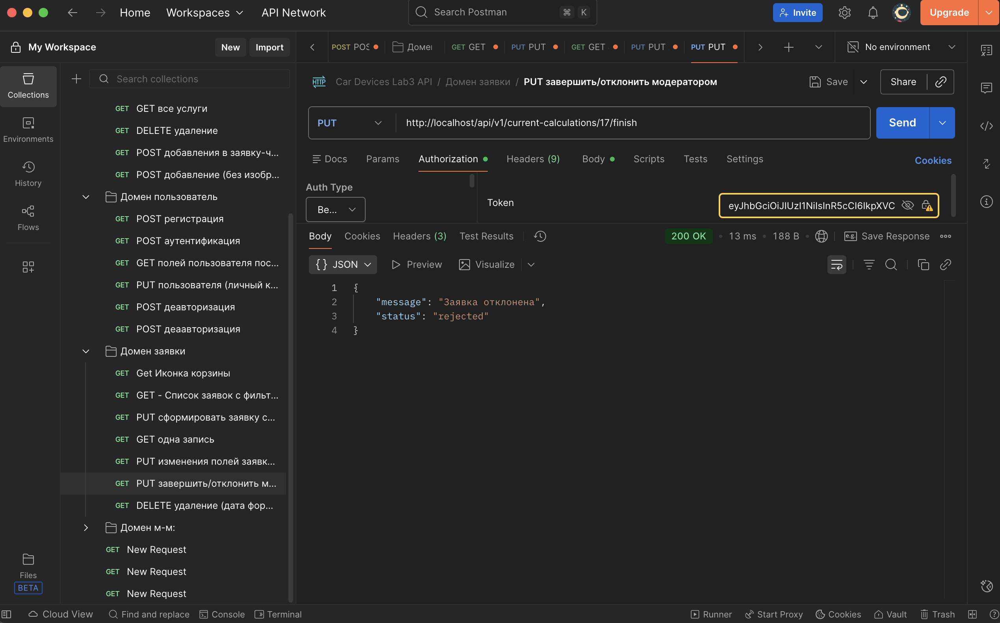 Home Workspaces API Network Search Postman ⌘ K Invite Upgrade
My Workspace New Import
POST POS Домен GET GET PUT PUT GET GET PUT PUT PUT PUT No environment
Collections
Environments
History
Flows
Files
BETA
Search collections
GET GET все услуги
GET DELETE удаление
GET POST добавления в заявку-ч...
GET POST добавление (без изобр...
Домен пользователь
GET POST регистрация
GET POST аутентификация
GET GET полей пользователя пос...
GET PUT пользователя (личный к...
GET POST деавторизация
GET POST деаавторизация
Домен заявки
GET Get Иконка корзины
GET GET - Список заявок с фильт...
GET PUT сформировать заявку с...
GET GET одна запись
GET PUT изменения полей заявк...
GET PUT завершить/отклонить м...
GET DELETE удаление (дата фор...
Домен м-м:
GET New Request
GET New Request
GET New Request
HTTP Car Devices Lab3 API / Домен заявки / PUT завершить/отклонить модератором Save Share
PUT http://localhost/api/v1/current-calculations/17/finish Send
Docs Params Authorization Headers (9) Body Scripts Tests Settings Cookies
Auth Type
Be...
Token eyJhbGciOiJIUzI1NiIsInR5cCI6IkpXVC
Body Cookies Headers (3) Test Results 200 OK • 13 ms • 188 B • e.g. Save Response
{} JSON Preview Visualize
1 {
2 "message": "Заявка отклонена",
3 "status": "rejected"
4 }
Cloud View Find and replace Console Terminal Runner Start Proxy Cookies Vault Trash